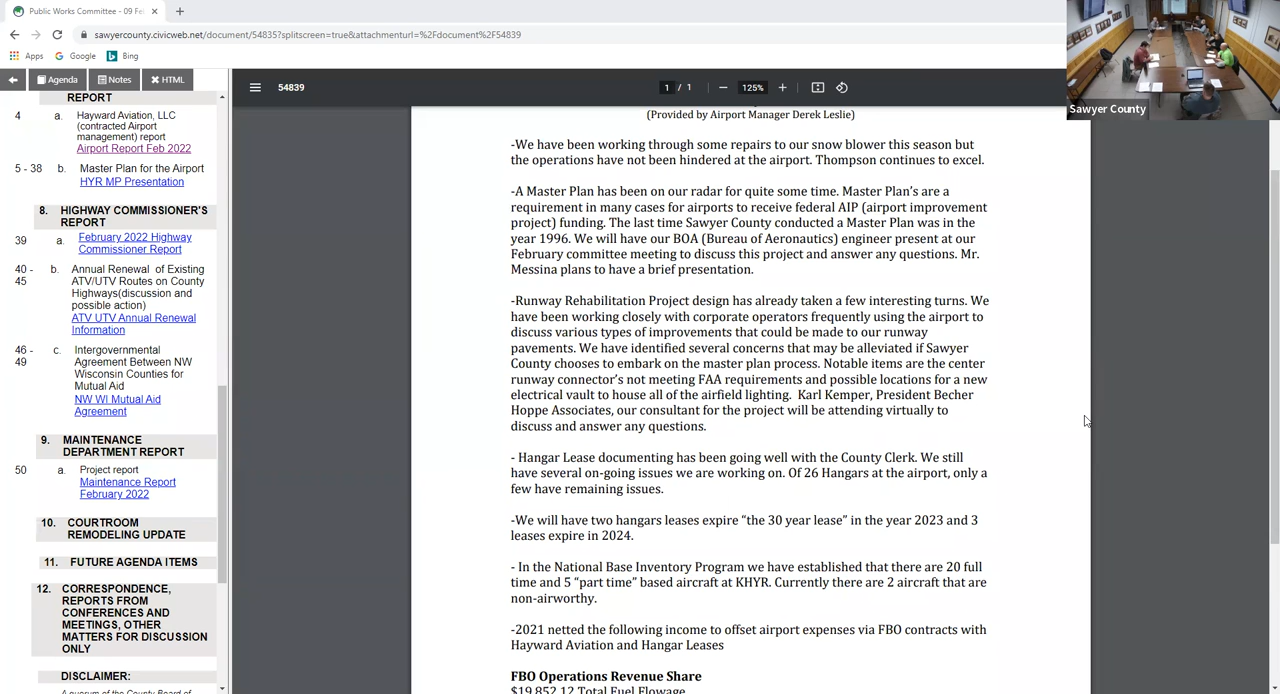 Public Works Committee - 09 Fe
sawyercounty.civicweb.net/document/54835?splitscreen=true&attachmenturl=%2Fdocument%2F54839
Apps
Google
Bing
Agenda
Notes
HTML
REPORT
4 a. Hayward Aviation, LLC
(contracted Airport
management) report
Airport Report Feb 2022
5 - 38 b. Master Plan for the Airport
HYR MP Presentation
8. HIGHWAY COMMISSIONER'S
REPORT
39 a. February 2022 Highway
Commissioner Report
40 - b. Annual Renewal of Existing
45 ATV/UTV Routes on County
Highways(discussion and
possible action)
ATV UTV Annual Renewal
Information
46 - c. Intergovernmental
49 Agreement Between NW
Wisconsin Counties for
Mutual Aid
NW WI Mutual Aid
Agreement
9. MAINTENANCE
DEPARTMENT REPORT
50 a. Project report
Maintenance Report
February 2022
10. COURTROOM
REMODELING UPDATE
11. FUTURE AGENDA ITEMS
12. CORRESPONDENCE,
REPORTS FROM
CONFERENCES AND
MEETINGS, OTHER
MATTERS FOR DISCUSSION
ONLY
DISCLAIMER:
A quorum of the County Board of
54839
1 / 1
125%
Sawyer County
(Provided by Airport Manager Derek Leslie)
-We have been working through some repairs to our snow blower this season but
the operations have not been hindered at the airport. Thompson continues to excel.
-A Master Plan has been on our radar for quite some time. Master Plan's are a
requirement in many cases for airports to receive federal AIP (airport improvement
project) funding. The last time Sawyer County conducted a Master Plan was in the
year 1996. We will have our BOA (Bureau of Aeronautics) engineer present at our
February committee meeting to discuss this project and answer any questions. Mr.
Messina plans to have a brief presentation.
-Runway Rehabilitation Project design has already taken a few interesting turns. We
have been working closely with corporate operators frequently using the airport to
discuss various types of improvements that could be made to our runway
pavements. We have identified several concerns that may be alleviated if Sawyer
County chooses to embark on the master plan process. Notable items are the center
runway connector's not meeting FAA requirements and possible locations for a new
electrical vault to house all of the airfield lighting. Karl Kemper, President Becher
Hoppe Associates, our consultant for the project will be attending virtually to
discuss and answer any questions.
- Hangar Lease documenting has been going well with the County Clerk. We still
have several on-going issues we are working on. Of 26 Hangars at the airport, only a
few have remaining issues.
-We will have two hangars leases expire "the 30 year lease" in the year 2023 and 3
leases expire in 2024.
- In the National Base Inventory Program we have established that there are 20 full
time and 5 "part time" based aircraft at KHYR. Currently there are 2 aircraft that are
non-airworthy.
-2021 netted the following income to offset airport expenses via FBO contracts with
Hayward Aviation and Hangar Leases
FBO Operations Revenue Share
$19,852.12 Total Fuel Flowage